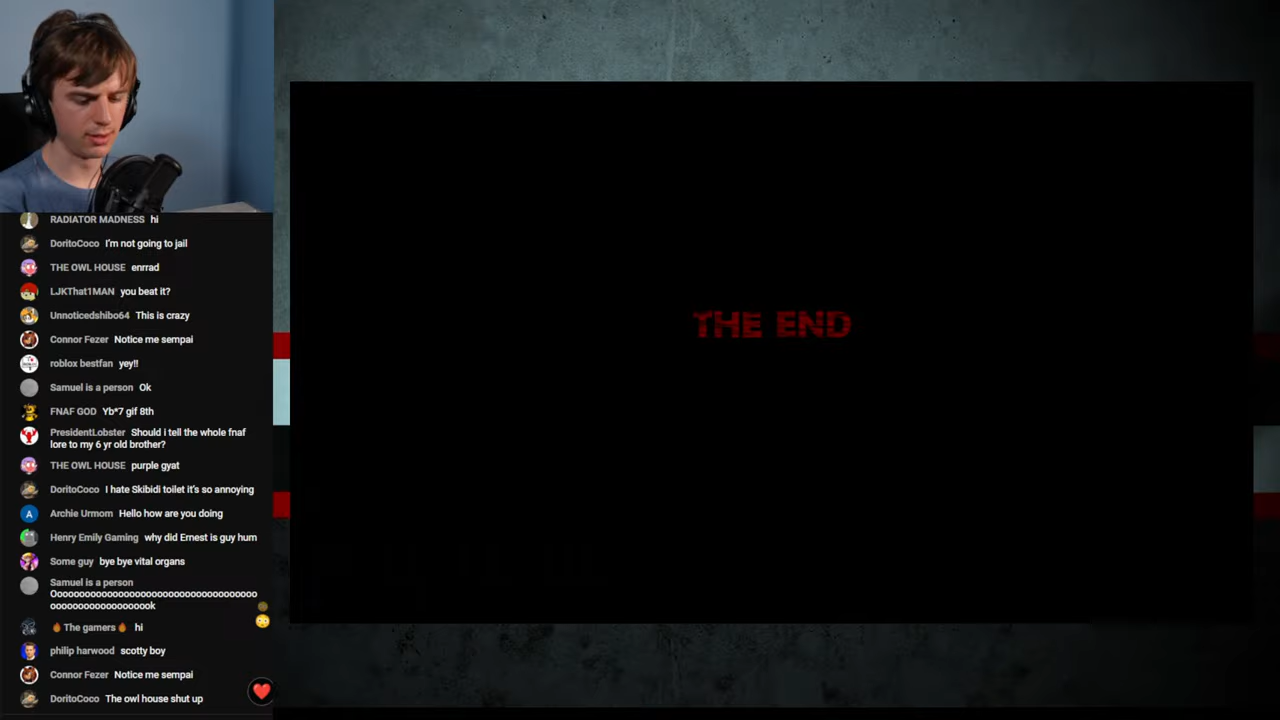 RADIATOR MADNESS hi
DoritoCoco I'm not going to jail
THE OWL HOUSE enrrad
LJKThat1MAN you beat it?
Unnoticedshibo64 This is crazy
Connor Fezer Notice me sempai
roblox bestfan yey!!
Samuel is a person Ok
FNAF GOD Yb*7 gif 8th
PresidentLobster Should i tell the whole fnaf
lore to my 6 yr old brother?
THE OWL HOUSE purple gyat
DoritoCoco I hate Skibidi toilet it's so annoying
A
Archie Urmom Hello how are you doing
Henry Emily Gaming why did Ernest is guy hum
Some guy bye bye vital organs
Samuel is a person
Oooooooooooooooooooooooooooooooooooooo
ooooooooooooooooooook
🔥The gamers🔥 hi
philip harwood scotty boy
Connor Fezer Notice me sempai
DoritoCoco The owl house shut up
THE END